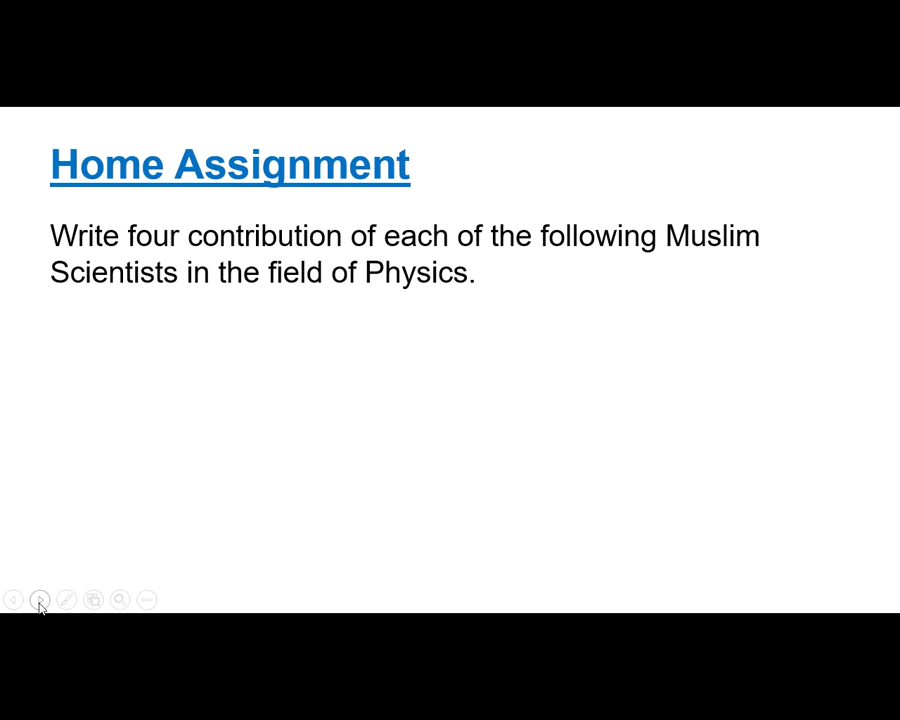 Home Assignment
Write four contribution of each of the following Muslim
Scientists in the field of Physics.